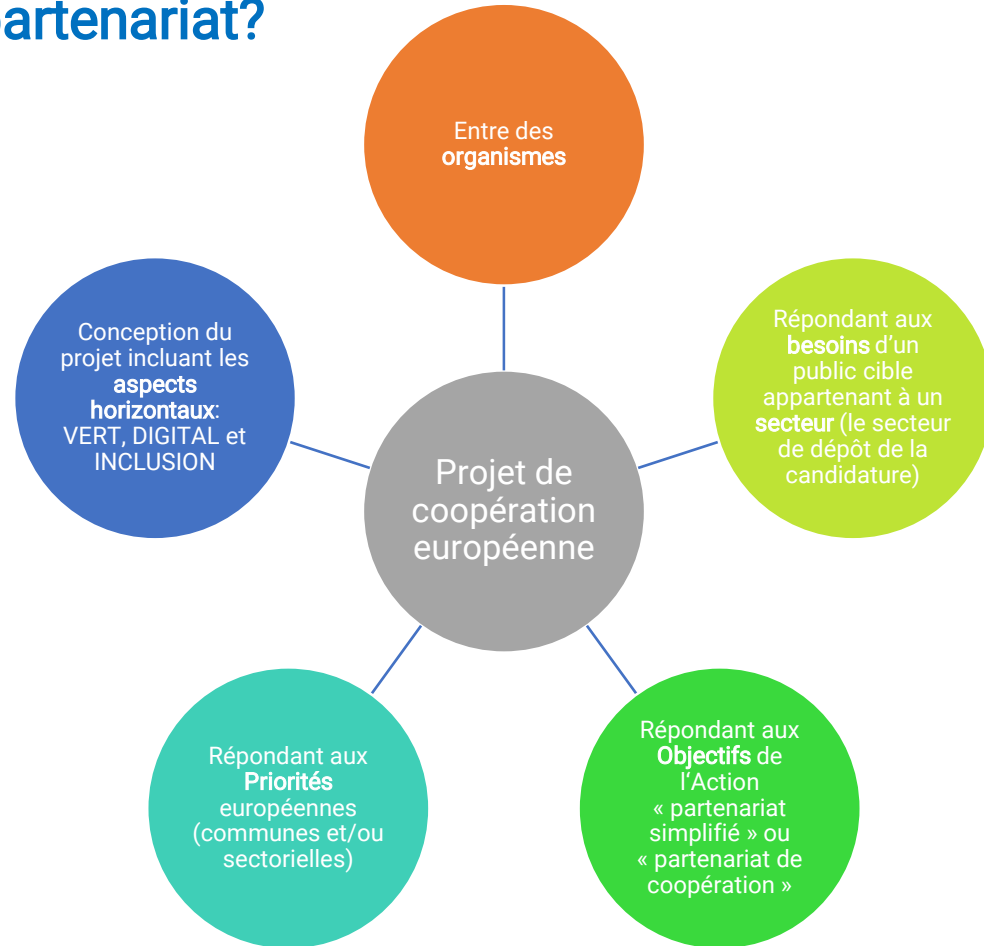 partenariat?
Entre des
organismes
Conception du
projet incluant les
aspects
horizontaux:
VERT, DIGITAL et
INCLUSION
Répondant aux
besoins d’un
public cible
appartenant à un
secteur (le secteur
de dépôt de la
candidature)
Projet de
coopération
européenne
Répondant aux
Priorités
européennes
(communes et/ou
sectorielles)
Répondant aux
Objectifs de
l’Action
« partenariat
simplifié » ou
« partenariat de
coopération »